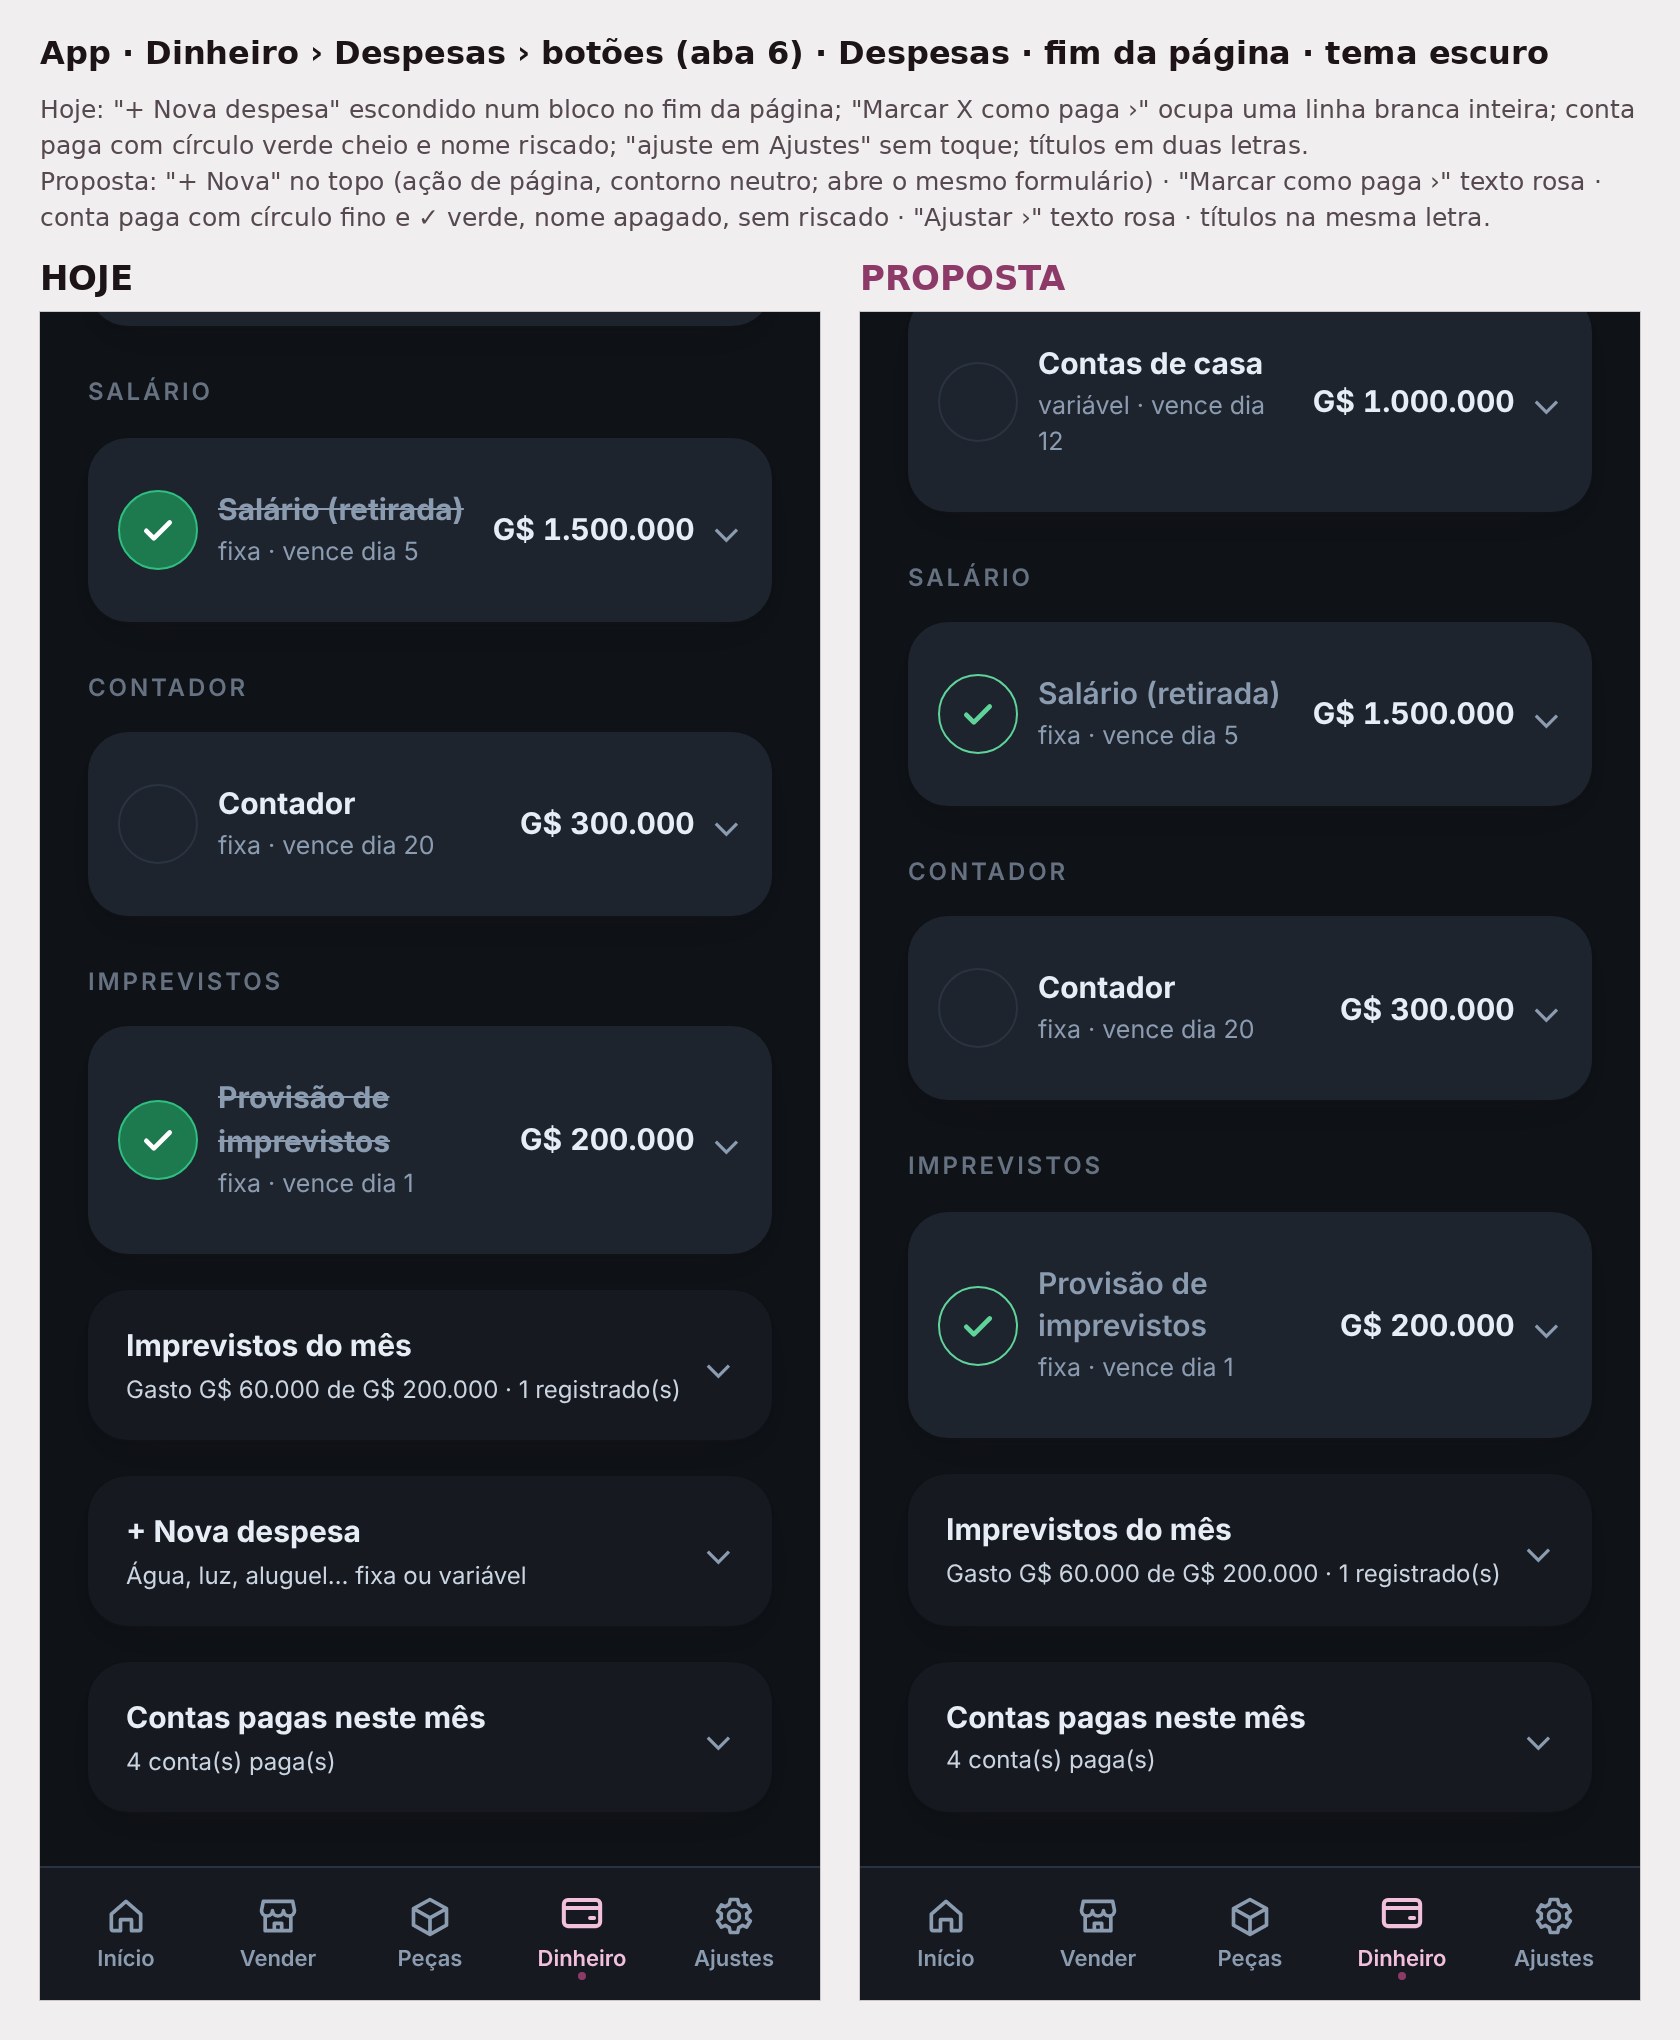 App · Dinheiro › Despesas › botões (aba 6) · Despesas · fim da página · tema escuro
Hoje: "+ Nova despesa" escondido num bloco no fim da página; "Marcar X como paga ›" ocupa uma linha branca inteira; conta
paga com círculo verde cheio e nome riscado; "ajuste em Ajustes" sem toque; títulos em duas letras.
Proposta: "+ Nova" no topo (ação de página, contorno neutro; abre o mesmo formulário) · "Marcar como paga ›" texto rosa ·
conta paga com círculo fino e ✓ verde, nome apagado, sem riscado · "Ajustar ›" texto rosa · títulos na mesma letra.
HOJE
SALÁRIO
Salário (retirada)
fixa · vence dia 5
G$ 1.500.000
CONTADOR
Contador
fixa · vence dia 20
G$ 300.000
IMPREVISTOS
Provisão de
imprevistos
fixa · vence dia 1
G$ 200.000
Imprevistos do mês
Gasto G$ 60.000 de G$ 200.000 · 1 registrado(s)
+ Nova despesa
Água, luz, aluguel... fixa ou variável
Contas pagas neste mês
4 conta(s) paga(s)
Início
Vender
Peças
Dinheiro
Ajustes
PROPOSTA
Contas de casa
variável · vence dia
12
G$ 1.000.000
SALÁRIO
Salário (retirada)
fixa · vence dia 5
G$ 1.500.000
CONTADOR
Contador
fixa · vence dia 20
G$ 300.000
IMPREVISTOS
Provisão de
imprevistos
fixa · vence dia 1
G$ 200.000
Imprevistos do mês
Gasto G$ 60.000 de G$ 200.000 · 1 registrado(s)
Contas pagas neste mês
4 conta(s) paga(s)
Início
Vender
Peças
Dinheiro
Ajustes